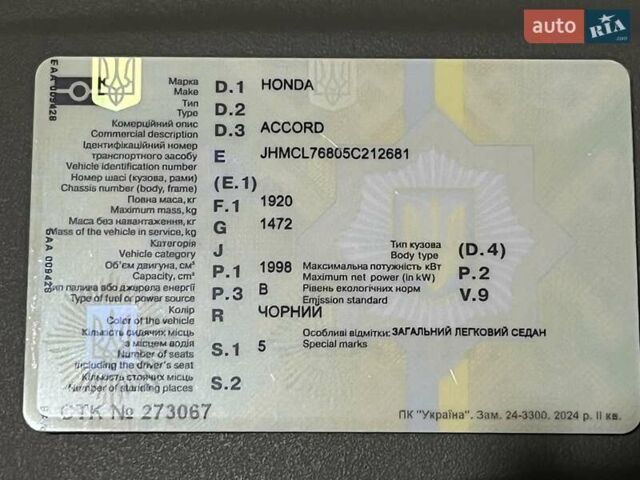 auto RIA .com
ЕАА 009428
Марка D.1 HONDA
Make
Тип D.2
Type
Комерційний опис D.3 ACCORD
Commercial description
Ідентифікаційний номер
транспортного засобу E JHMCL76805C212681
Vehicle identification number
Номер шасі (кузова, рами) (E.1)
Chassis number (body, frame)
Повна маса, кг F.1 1920
Maximum mass, kg
Маса без навантаження, кг G 1472
Mass of the vehicle in service, kg
Категорія J Тип кузова (D.4)
Vehicle category Body type
Об'єм двигуна, см³ P.1 1998 Максимальна потужність кВт P.2
Capacity, cm³ Maximum net power (in kW)
Тип палива або джерела енергії P.3 B Рівень екологічних норм V.9
Type of fuel or power source Emission standard
Колір R ЧОРНИЙ
Color of the vehicle
Кількість сидячих місць Особливі відмітки: ЗАГАЛЬНИЙ ЛЕГКОВИЙ СЕДАН
з місцем водія S.1 5 Special marks
Number of seats
including the driver's seat
Кількість стоячих місць S.2
Number of standing places
СТК № 273067
ПК "Україна". Зам. 24-3300. 2024 р. II кв.